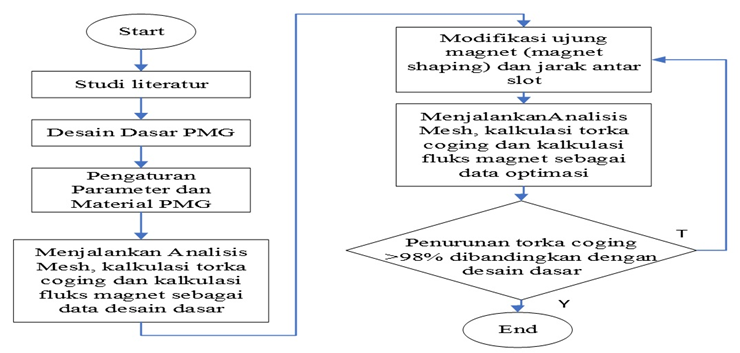 Start
Studi literatur
Desain Dasar PMG
Pengaturan
Parameter dan
Material PMG
Menjalankan Analisis
Mesh, kalkulasi torka
coging dan kalkulasi
fluks magnet sebagai
data desain dasar
Modifikasi ujung
magnet (magnet
shaping) dan jarak antar
slot
MenjalankanAnalisis
Mesh, kalkulasi torka
coging dan kalkulasi
fluks magnet sebagai
data optimasi
Penurunan torka coging
>98% dibandingkan dengan
desain dasar
T
Y
End